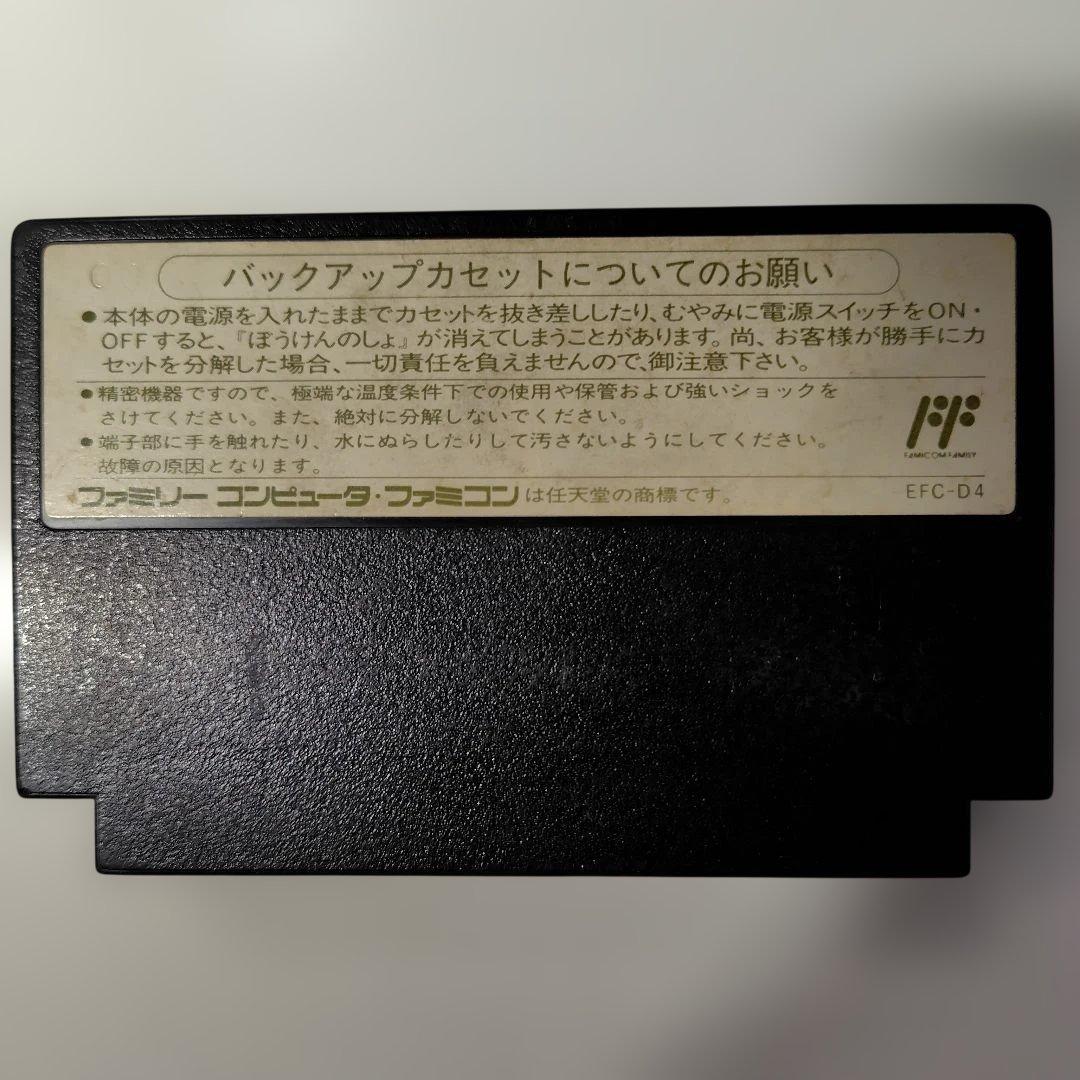 バックアップカセットについてのお願い
●本体の電源を入れたままでカセットを抜き差ししたり、むやみに電源スイッチをON・
OFFすると、『ぼうけんのしょ』が消えてしまうことがあります。尚、お客様が勝手にカ
セットを分解した場合、一切責任を負えませんので、御注意下さい。
●精密機器ですので、極端な温度条件下での使用や保管および強いショックを
さけてください。また、絶対に分解しないでください。
●端子部に手を触れたり、水にぬらしたりして汚さないようにしてください。
故障の原因となります。
FF
FAMICOM FAMILY
ファミリーコンピュータ・ファミコンは任天堂の商標です。
EFC-D4